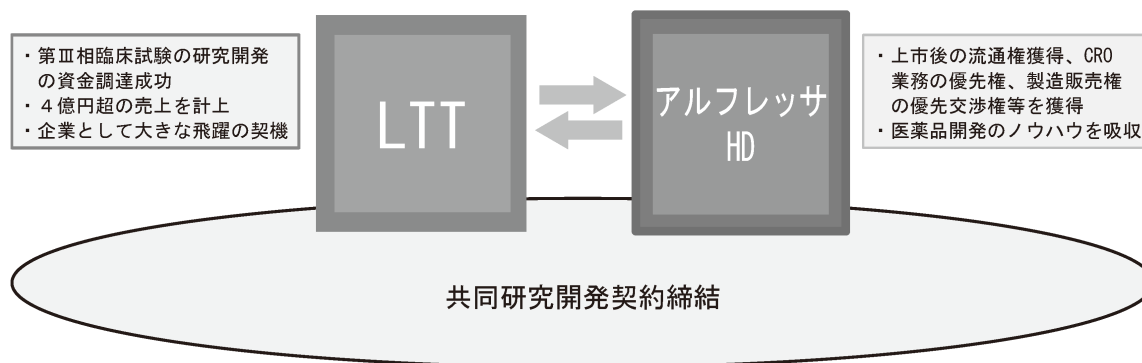 ・第Ⅲ相臨床試験の研究開発
の資金調達成功
・４億円超の売上を計上
・企業として大きな飛躍の契機
LTT
アルフレッサ
HD
・上市後の流通権獲得、CRO
業務の優先権、製造販売権
の優先交渉権等を獲得
・医薬品開発のノウハウを吸収
共同研究開発契約締結